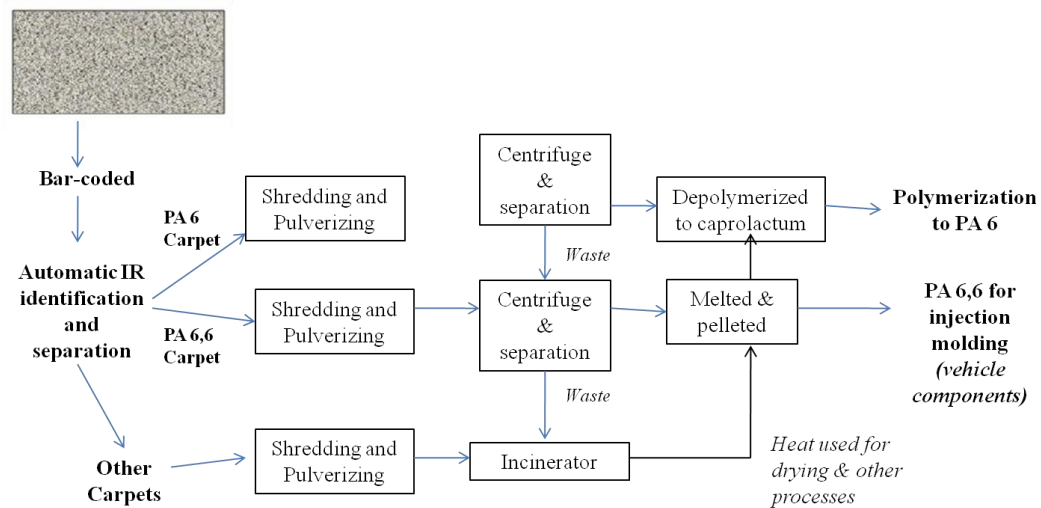 Bar-coded
Automatic IR
identification
and
separation
PA 6
Carpet
PA 6,6
Carpet
Other
Carpets
Shredding and
Pulverizing
Shredding and
Pulverizing
Shredding and
Pulverizing
Centrifuge
&
separation
Waste
Centrifuge
&
separation
Waste
Incinerator
Depolymerized
to caprolactum
Melted &
pelleted
Polymerization
to PA 6
PA 6,6 for
injection
molding
(vehicle
components)
Heat used for
drying & other
processes